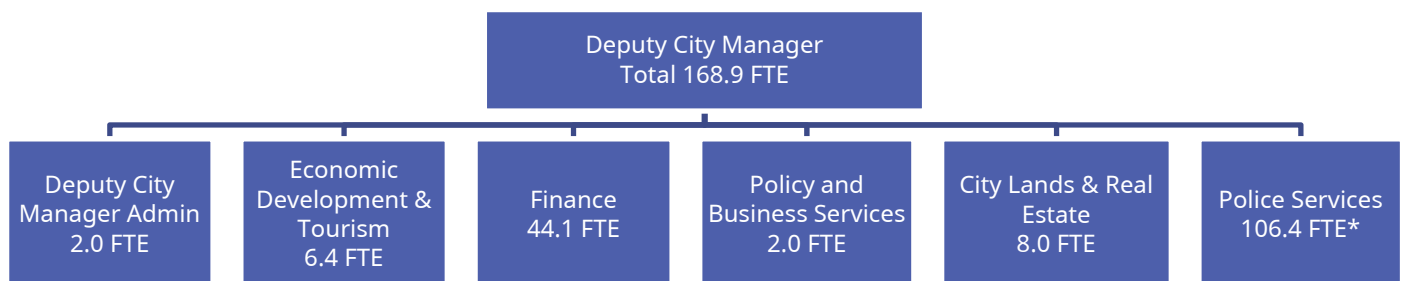 Deputy City Manager
Total 168.9 FTE
Deputy City
Manager Admin
2.0 FTE
Economic
Development &
Tourism
6.4 FTE
Finance
44.1 FTE
Policy and
Business Services
2.0 FTE
City Lands & Real
Estate
8.0 FTE
Police Services
106.4 FTE*